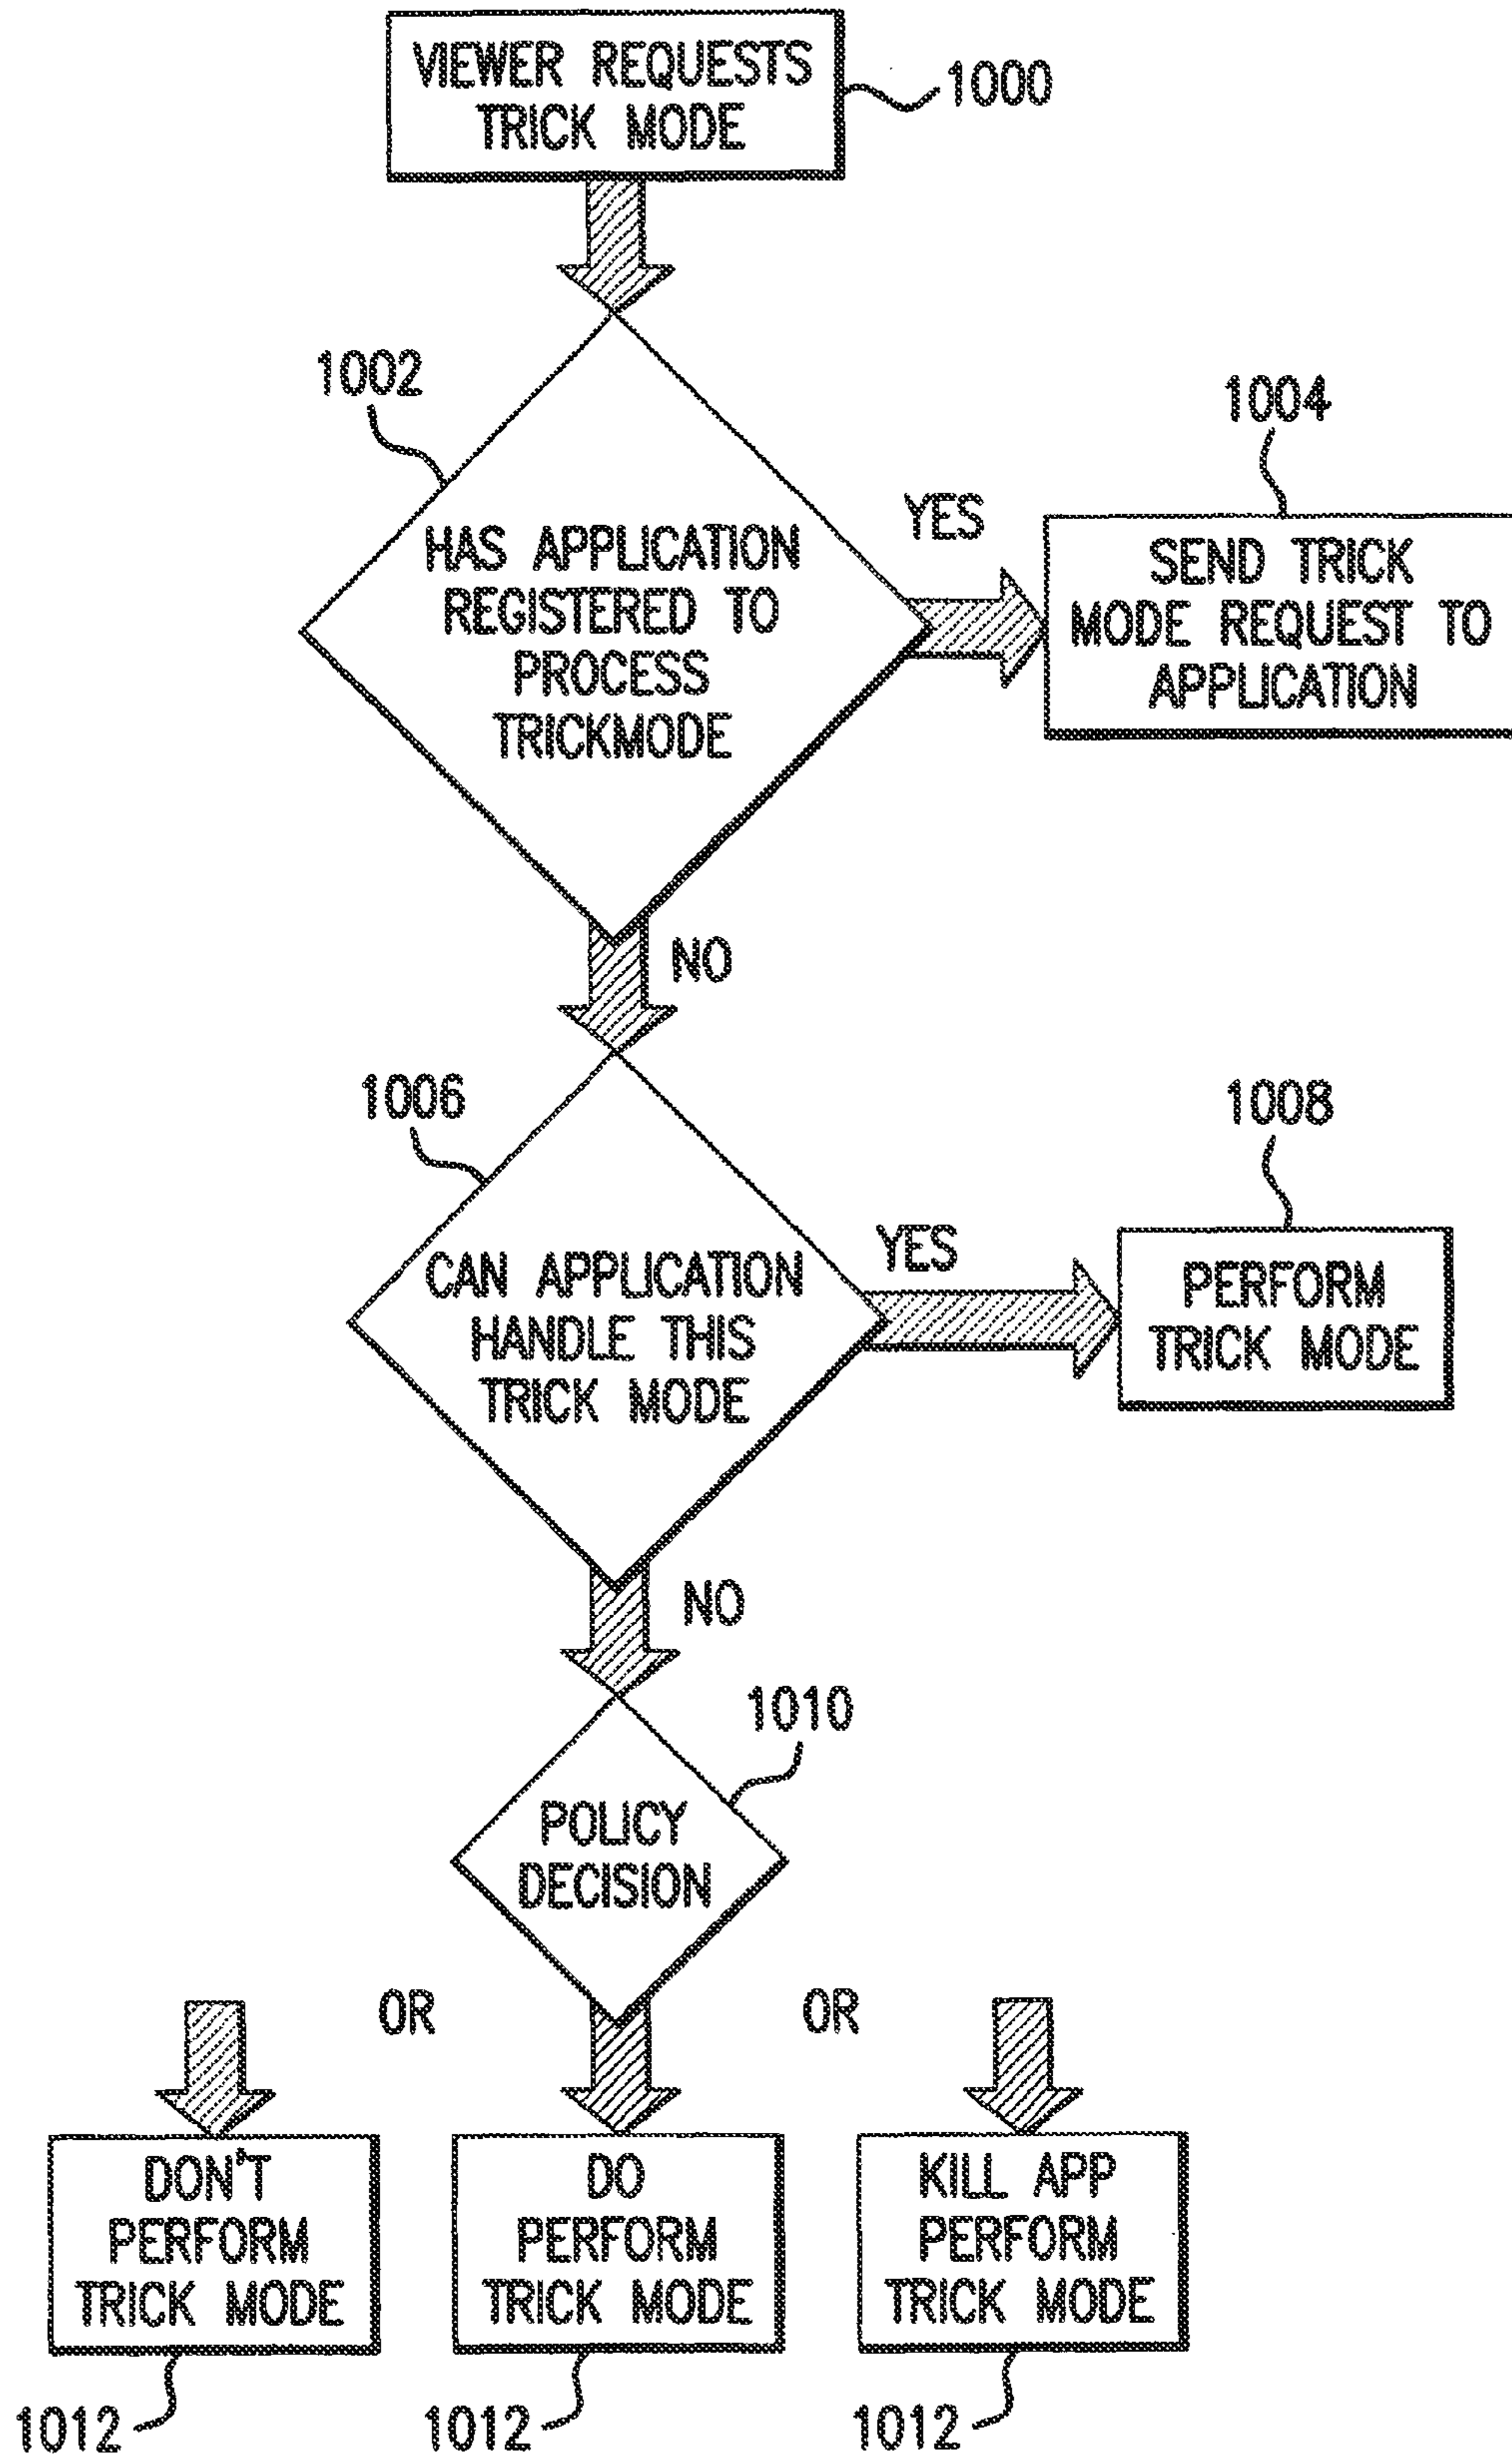 VIEWER REQUESTS
TRICK MODE
1000
1002
HAS APPLICATION
REGISTERED TO
PROCESS
TRICKMODE
YES
1004
SEND TRICK
MODE REQUEST TO
APPLICATION
NO
1006
CAN APPLICATION
HANDLE THIS
TRICK MODE
YES
1008
PERFORM
TRICK MODE
NO
1010
POLICY
DECISION
OR
OR
DON'T
PERFORM
TRICK MODE
1012
DO
PERFORM
TRICK MODE
1012
KILL APP
PERFORM
TRICK MODE
1012